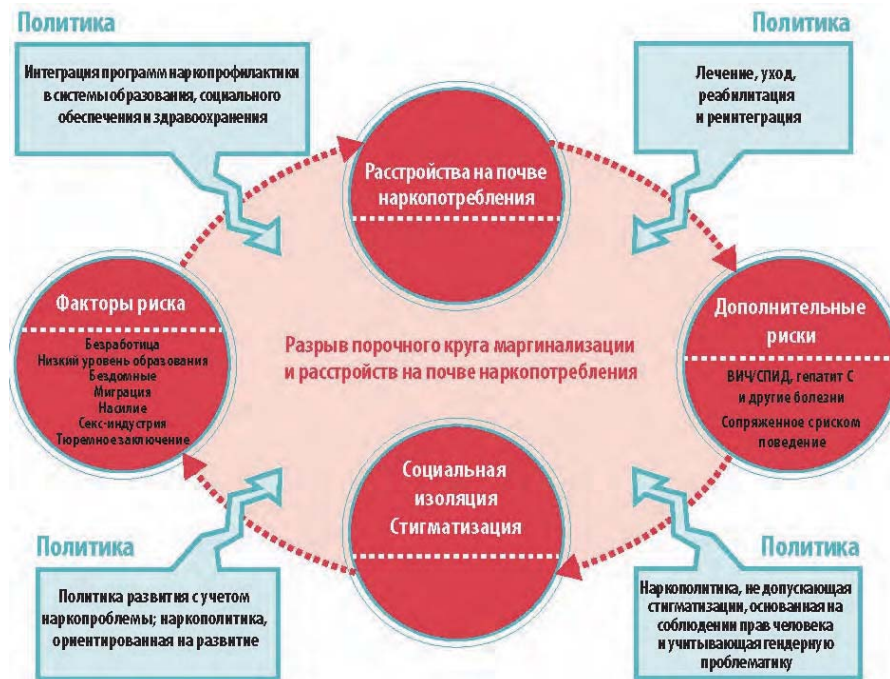 Политика
Интеграция программ наркопрофилактики
в системы образования, социального
обеспечения и здравоохранения
Политика
Лечение, уход,
реабилитация
и реинтеграция
Расстройства на почве
наркопотребления
Факторы риска
Безработица
Низкий уровень образования
Бездомные
Миграция
Насилие
Секс-индустрия
Тюремное заключение
Разрыв порочного круга маргинализации
и расстройств на почве наркопотребления
Дополнительные
риски
ВИЧ/СПИД, гепатит С
и другие болезни
Сопряженное с риском
поведение
Социальная
изоляция
Стигматизация
Политика
Политика развития с учетом
наркопроблемы; наркополитика,
ориентированная на развитие
Политика
Наркополитика, не допускающая
стигматизации, основанная на
соблюдении прав человека
и учитывающая гендерную
проблематику